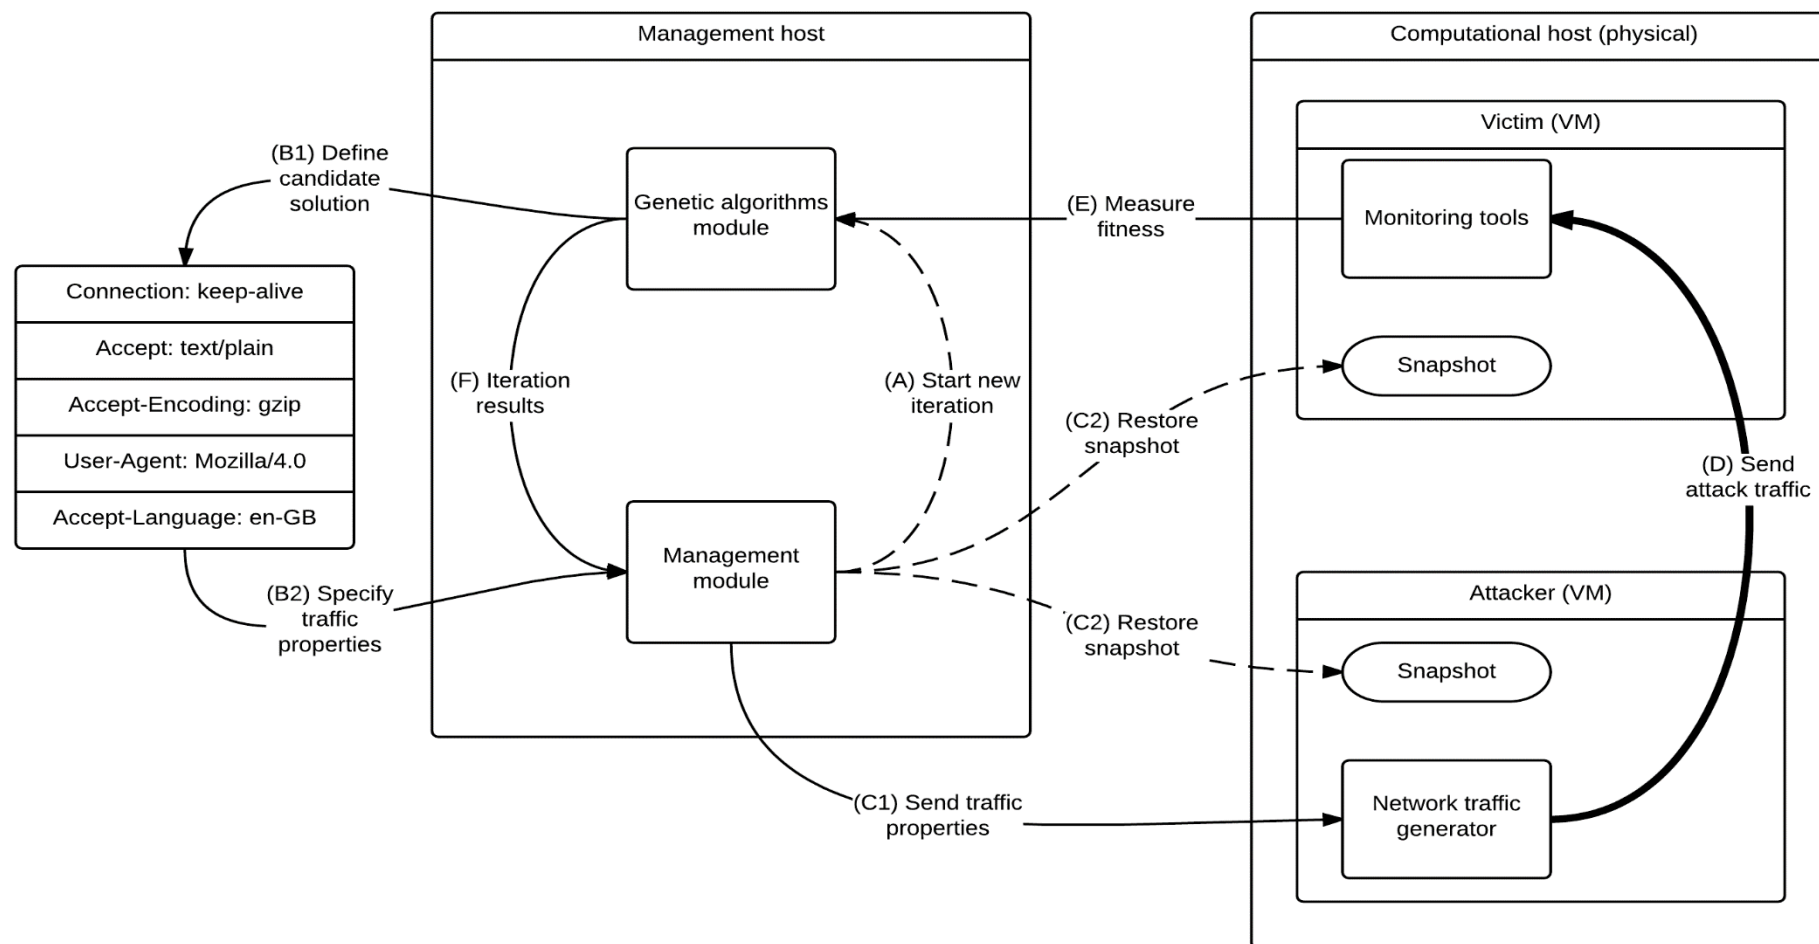 Management host
Computational host (physical)
Victim (VM)
(B1) Define
candidate
solution
Genetic algorithms
module
(E) Measure
fitness
Monitoring tools
Connection: keep-alive
Accept: text/plain
Accept-Encoding: gzip
User-Agent: Mozilla/4.0
Accept-Language: en-GB
(F) Iteration
results
(A) Start new
iteration
Snapshot
(C2) Restore
snapshot
(D) Send
attack traffic
(B2) Specify
traffic
properties
Management
module
(C2) Restore
snapshot
Attacker (VM)
Snapshot
(C1) Send traffic
properties
Network traffic
generator